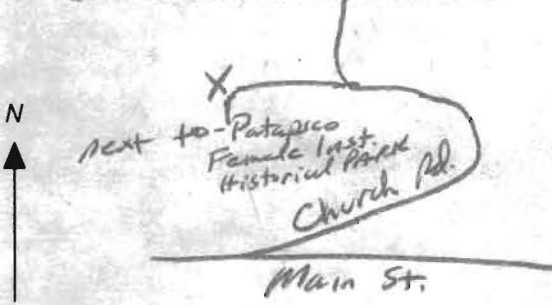 X
N
next to - Patapsco
Female Inst.
Historical PARK
Church Rd.
Main St.